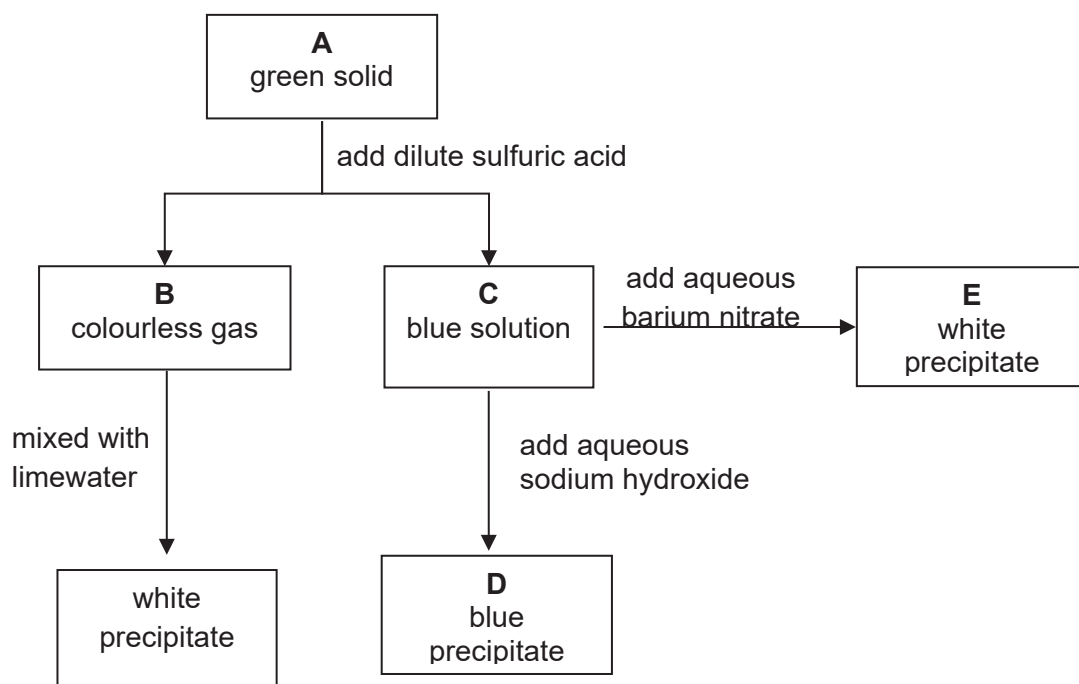 A
green solid
add dilute sulfuric acid
B
colourless gas
C
blue solution
add aqueous
barium nitrate
E
white
precipitate
mixed with
limewater
add aqueous
sodium hydroxide
white
precipitate
D
blue
precipitate